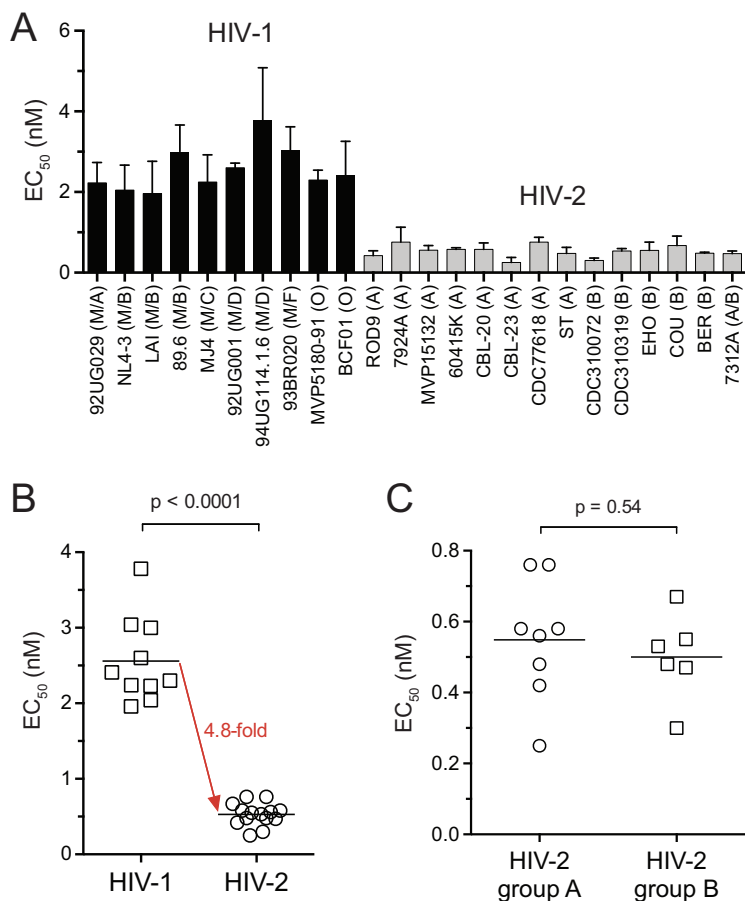 A
HIV-1
HIV-2
EC50 (nM)
6
4
2
0
92UG029 (M/A)
NL4-3 (M/B)
LAI (M/B)
89.6 (M/B)
MJ4 (M/C)
92UG001 (M/D)
94UG114.1.6 (M/D)
93BR020 (M/F)
MVP5180-91 (O)
BCF01 (O)
ROD9 (A)
7924A (A)
MVP15132 (A)
60415K (A)
CBL-20 (A)
CBL-23 (A)
CDC77618 (A)
ST (A)
CDC310072 (B)
CDC310319 (B)
EHO (B)
COU (B)
BER (B)
7312A (A/B)
B
p < 0.0001
EC50 (nM)
4
3
2
1
0
4.8-fold
HIV-1
HIV-2
C
p = 0.54
EC50 (nM)
0.8
0.6
0.4
0.2
0.0
HIV-2
group A
HIV-2
group B